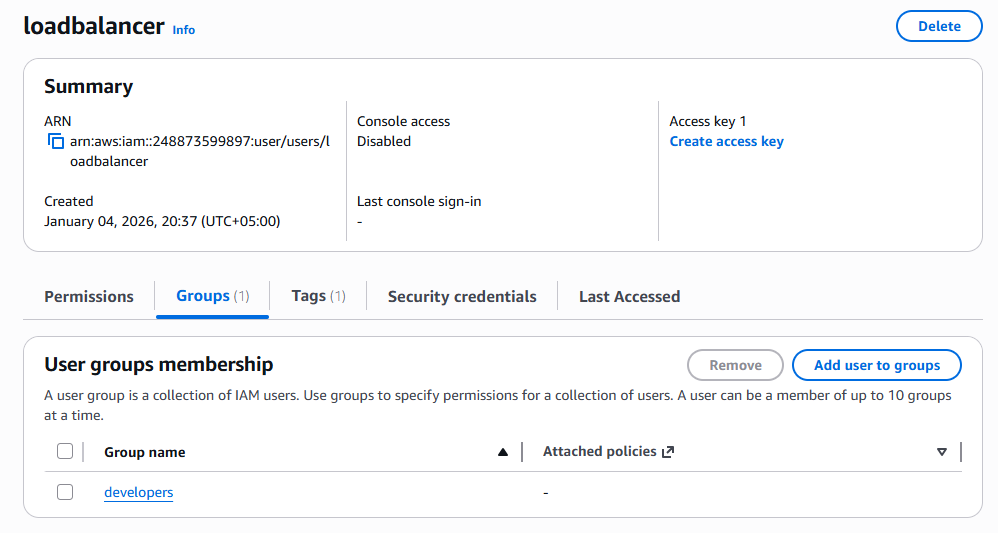 loadbalancer Info
Delete
Summary
ARN
arn:aws:iam::248873599897:user/users/l
oadbalancer
Created
January 04, 2026, 20:37 (UTC+05:00)
Console access
Disabled
Last console sign-in
-
Access key 1
Create access key
Permissions
Groups (1)
Tags (1)
Security credentials
Last Accessed
User groups membership
Remove
Add user to groups
A user group is a collection of IAM users. Use groups to specify permissions for a collection of users. A user can be a member of up to 10 groups
at a time.
Group name
Attached policies
developers
-